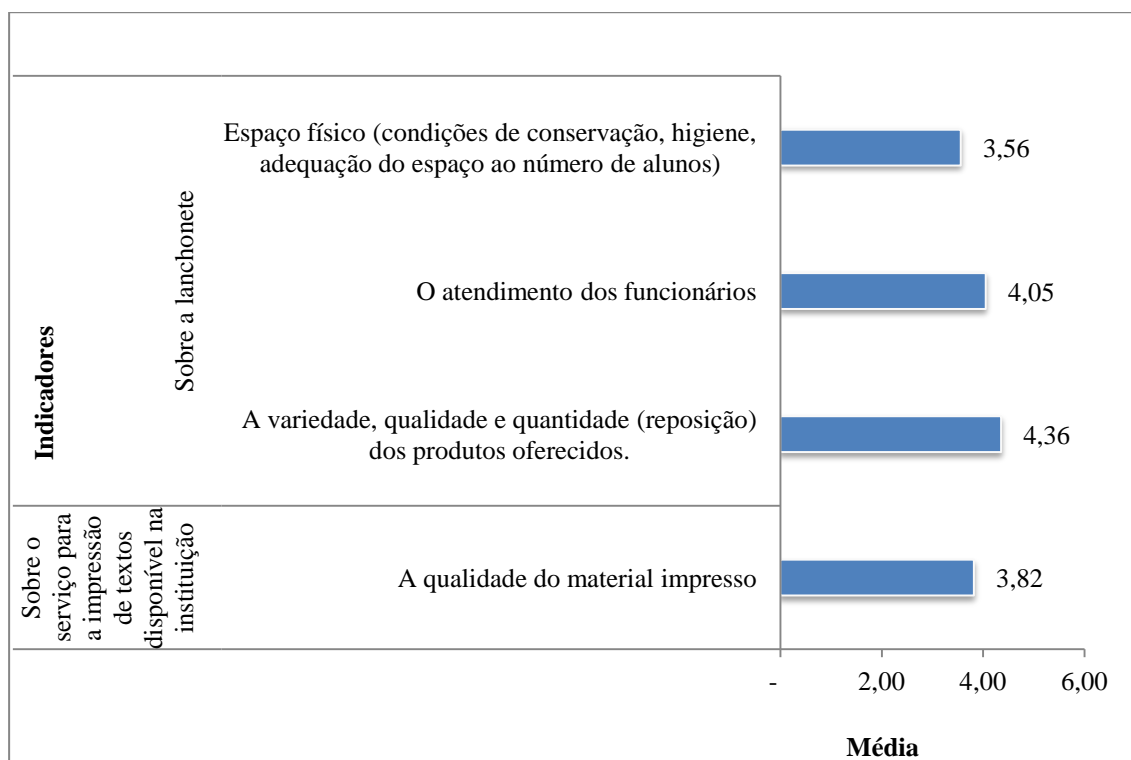 Indicadores
Sobre a lanchonete
Espaço físico (condições de conservação, higiene,
adequação do espaço ao número de alunos)
3,56
O atendimento dos funcionários
4,05
A variedade, qualidade e quantidade (reposição)
dos produtos oferecidos.
4,36
Sobre o
serviço para
a impressão
de textos
disponível na
instituição
A qualidade do material impresso
3,82
- 2,00 4,00 6,00
Média